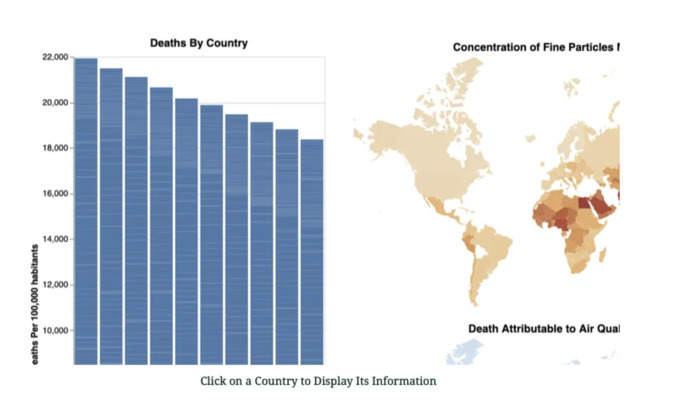 Deaths By Country
22,000
20,000
18,000
16,000
14,000
12,000
10,000
eaths Per 100,000 habitants
Concentration of Fine Particles
Death Attributable to Air Qual
Click on a Country to Display Its Information